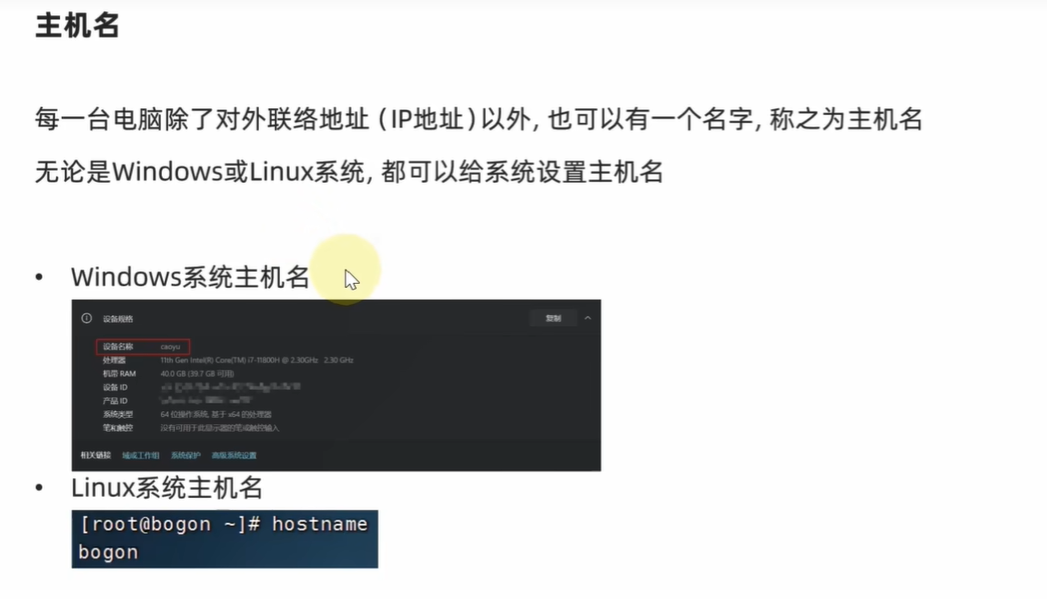 主机名
每一台电脑除了对外联络地址（IP地址）以外, 也可以有一个名字, 称之为主机名
无论是Windows或Linux系统, 都可以给系统设置主机名
• Windows系统主机名
设备规格 复制
设备名称 caoyu
处理器 11th Gen Intel(R) Core(TM) i7-11800H @ 2.30GHz 2.30 GHz
机带 RAM 40.0 GB (39.7 GB 可用)
设备 ID
产品 ID
系统类型 64 位操作系统, 基于 x64 的处理器
笔和触控 没有可用于此显示器的笔或触控输入
相关链接 域或工作组 系统保护 高级系统设置
• Linux系统主机名
[root@bogon ~]# hostname
bogon